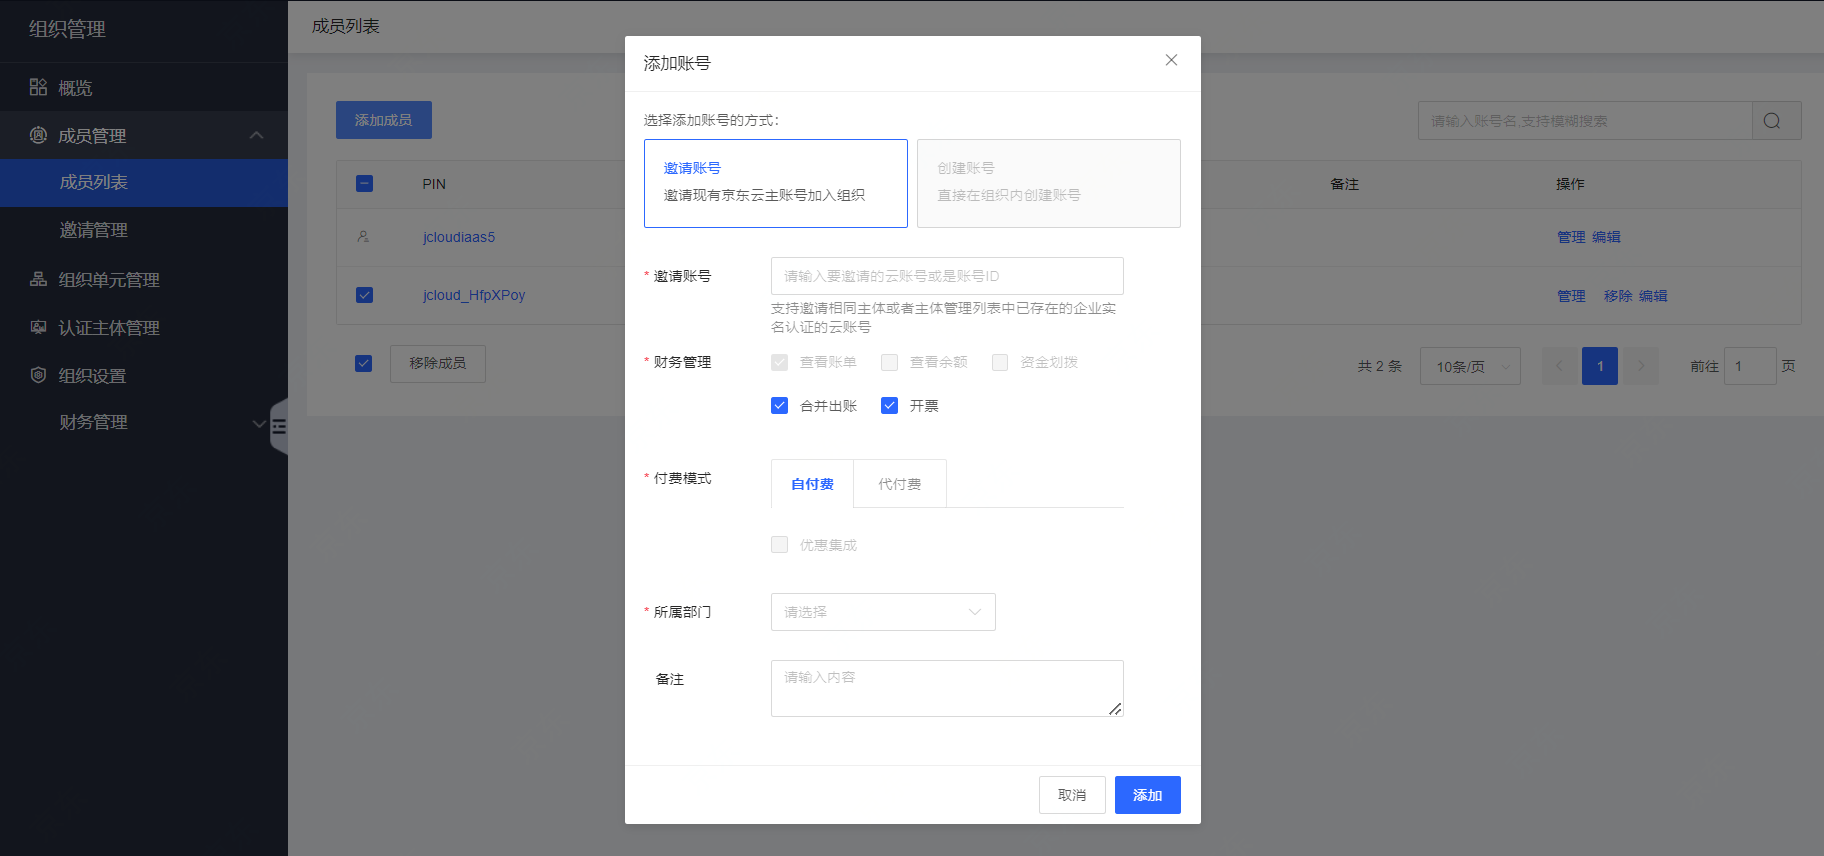 组织管理
概览
成员管理
成员列表
邀请管理
组织单元管理
认证主体管理
组织设置
财务管理
成员列表
添加成员
请输入账号名,支持模糊搜索
PIN
备注
操作
jcloudiaas5
管理 编辑
jcloud_HfpXPoy
管理 移除 编辑
移除成员
共 2 条
10条/页
1
前往 1 页
添加账号
选择添加账号的方式:
邀请账号
邀请现有京东云主账号加入组织
创建账号
直接在组织内创建账号
* 邀请账号
请输入要邀请的云账号或是账号ID
支持邀请相同主体或者主体管理列表中已存在的企业实
名认证的云账号
* 财务管理
查看账单 查看余额 资金划拨
合并出账 开票
* 付费模式
自付费 代付费
优惠集成
* 所属部门
请选择
备注
请输入内容
取消 添加